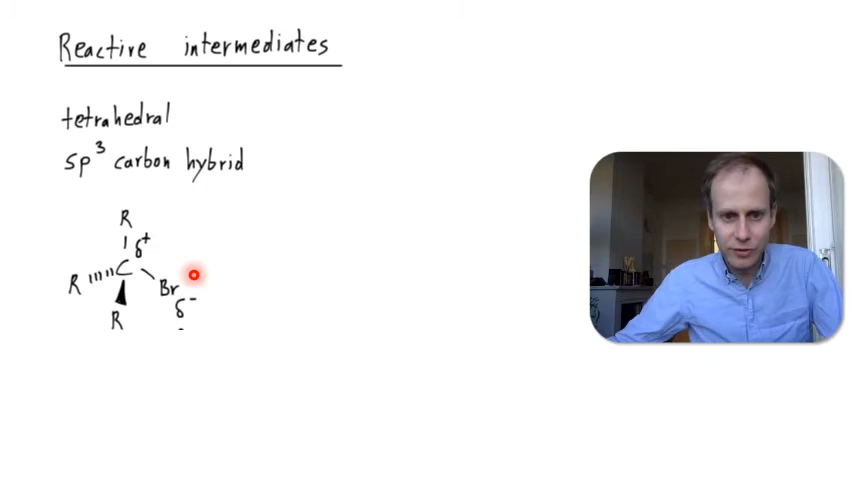 Reactive intermediates
tetrahedral
sp³ carbon hybrid
R
δ+
R C
Br
R δ-